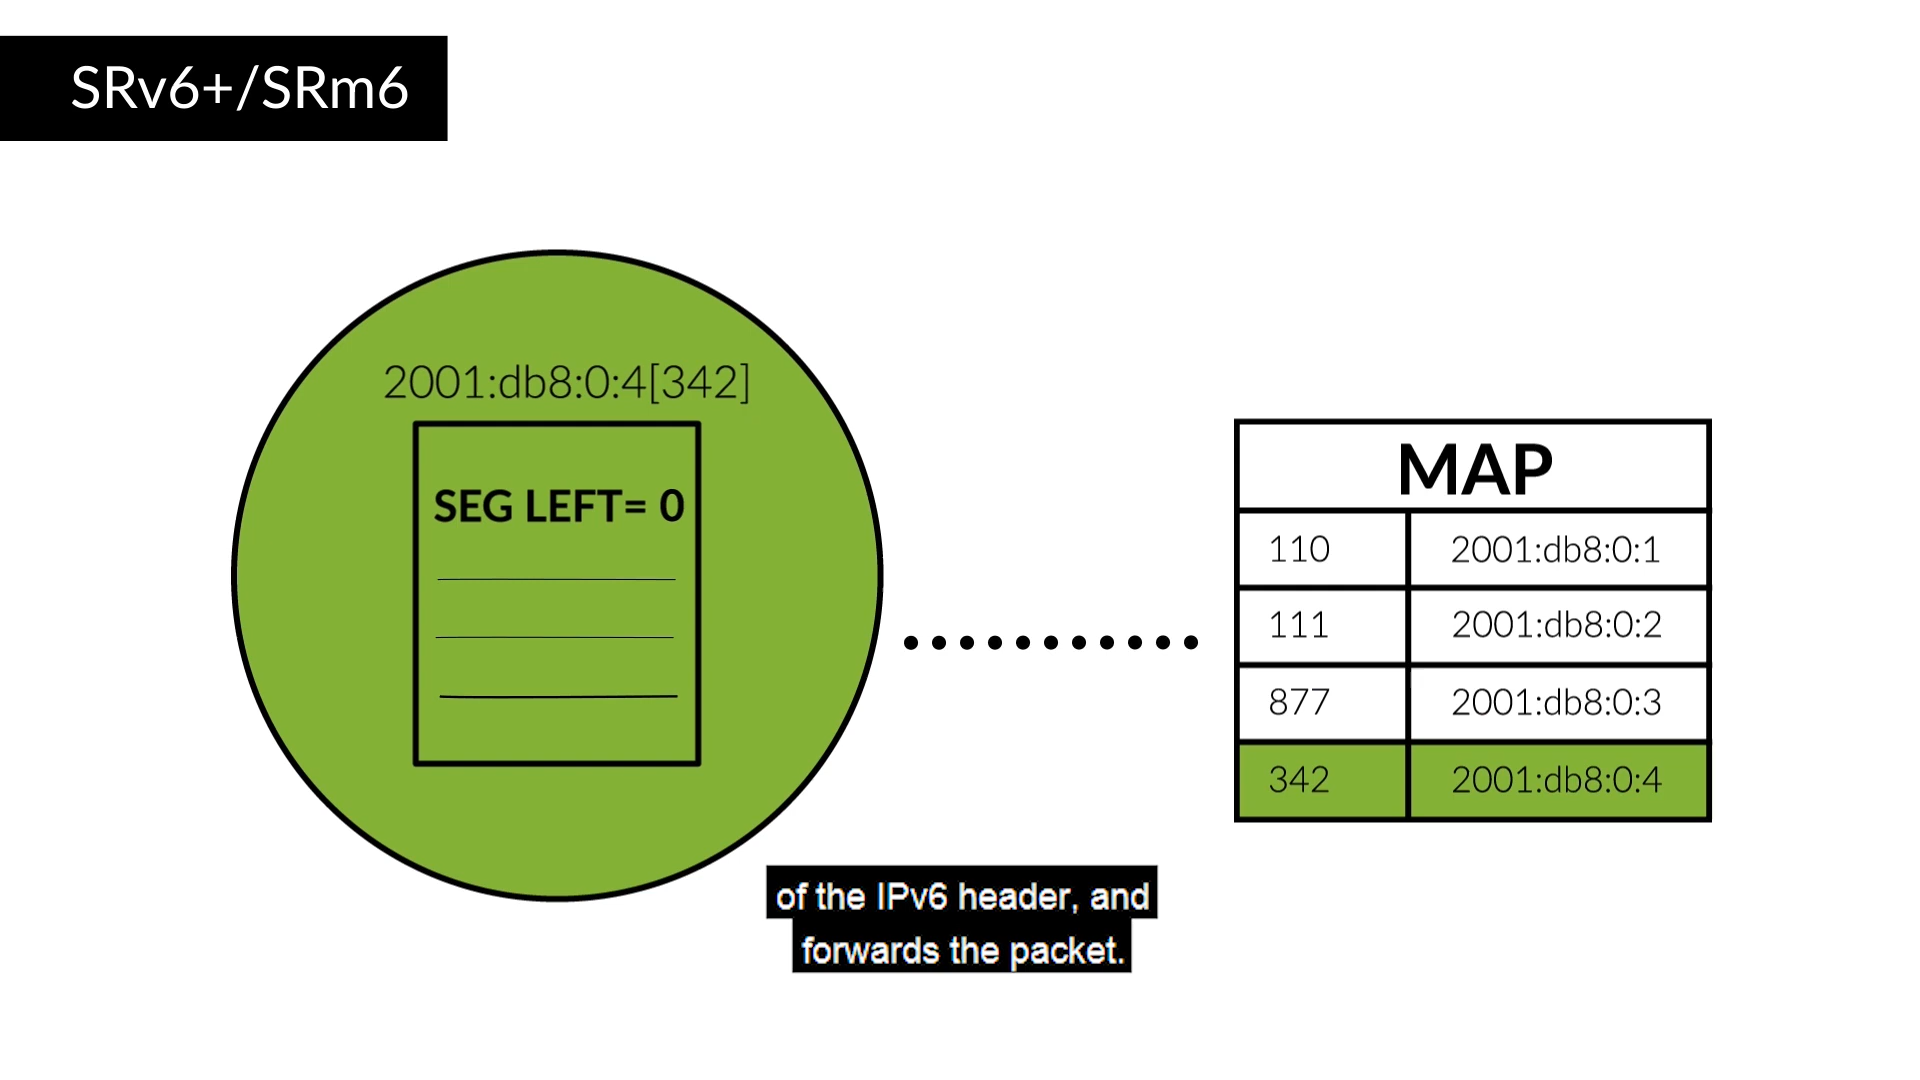 SRv6+/SRm6
2001:db8:0:4[342]
SEG LEFT= 0
MAP
110 2001:db8:0:1
111 2001:db8:0:2
877 2001:db8:0:3
342 2001:db8:0:4
of the IPv6 header, and
forwards the packet.